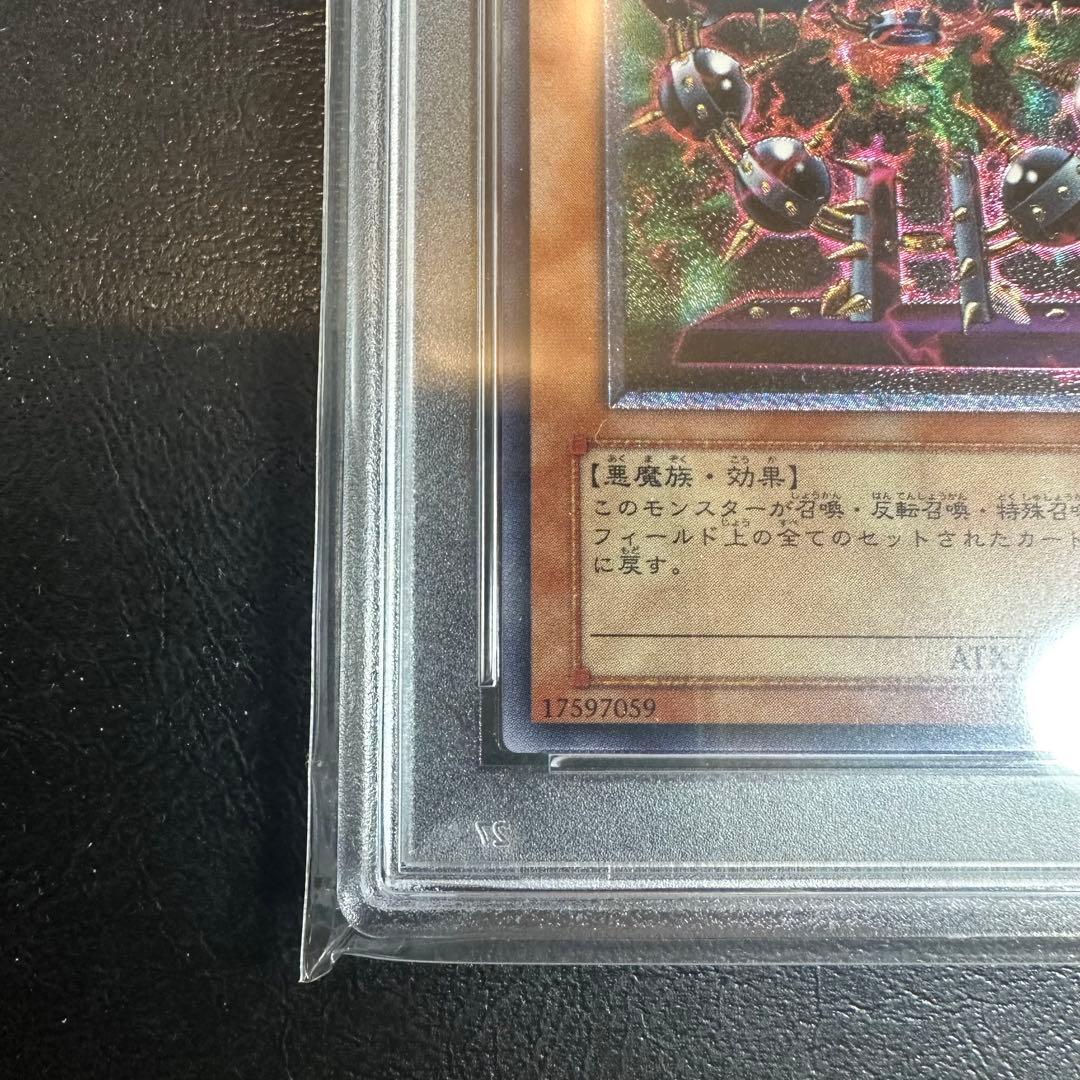 【悪魔族・効果】
このモンスターが召喚・反転召喚・特殊召喚
フィールド上の全てのセットされたカード
に戻す。
ATK/
17597059